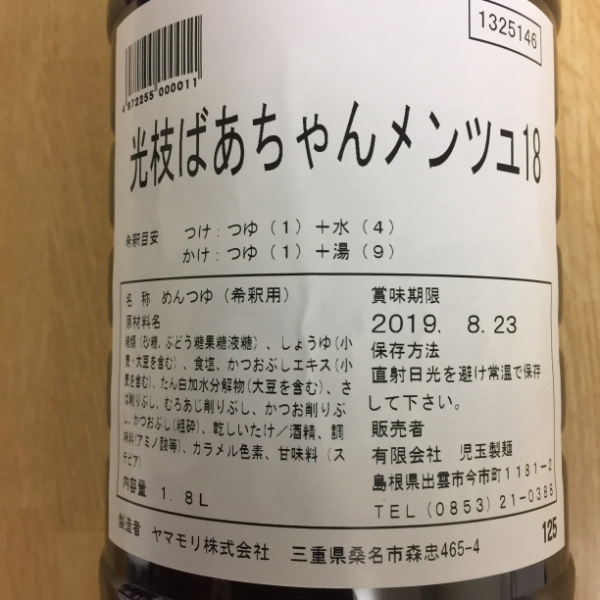 1325146
4972255 000011
光枝ばあちゃんメンツユ18
希釈目安 つけ:つゆ(1)+水(4)
かけ:つゆ(1)+湯(9)
名 称 めんつゆ(希釈用)
原材料名
糖類(砂糖、ぶどう糖果糖液糖)、しょうゆ(小
麦・大豆を含む)、食塩、かつおぶしエキス(小
麦を含む)、たん白加水分解物(大豆を含む)、さ
ば削りぶし、むろあじ削りぶし、かつお削りぶ
し、かつおぶし(粗砕)、乾しいたけ/酒精、調
味料(アミノ酸等)、カラメル色素、甘味料(ス
テビア)
内容量 1.8L
賞味期限
2019. 8.23
保存方法
直射日光を避け常温で保存
して下さい。
販売者
有限会社 児玉製麺
島根県出雲市今市町1181-2
TEL(0853)21-0388
製造者 ヤマモリ株式会社 三重県桑名市森忠465-4
125